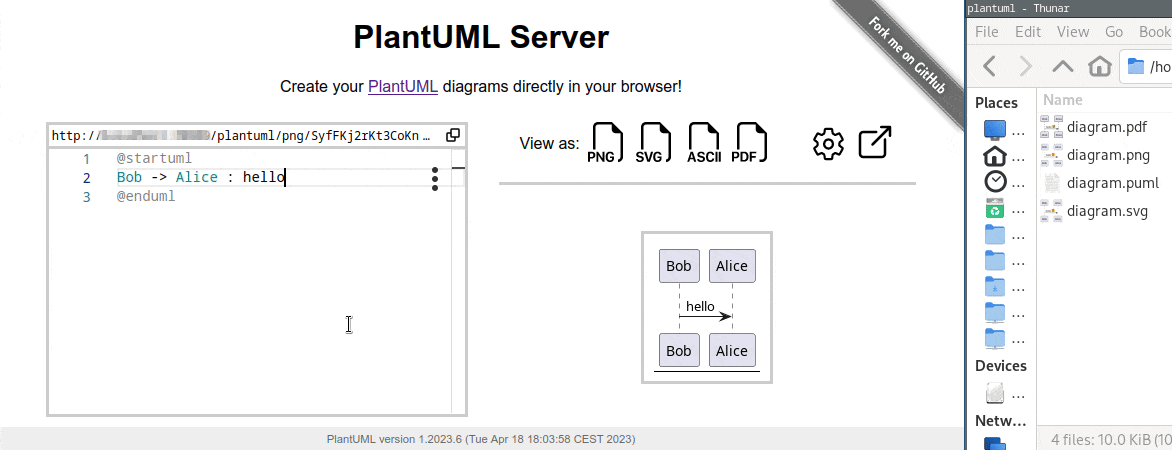 PlantUML Server
Create your PlantUML diagrams directly in your browser!
Fork me on GitHub
http:// /plantuml/png/SyfFKj2rKt3CoKn …
1 @startuml
2 Bob -> Alice : hello
3 @enduml
View as: PNG SVG ASCII PDF
Bob Alice
hello
Bob Alice
PlantUML version 1.2023.6 (Tue Apr 18 18:03:58 CEST 2023)
plantuml - Thunar
File Edit View Go Book
/ho
Places
...
...
...
...
...
...
...
...
...
Devices
...
Netw...
Name
diagram.pdf
diagram.png
diagram.puml
diagram.svg
4 files: 10.0 KiB (10